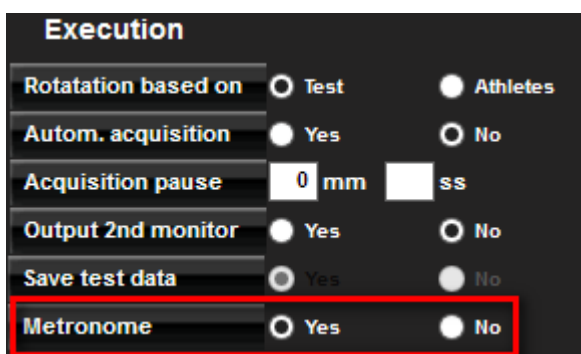 Execution
Rotatation based on Test Athletes
Autom. acquisition Yes No
Acquisition pause 0 mm ss
Output 2nd monitor Yes No
Save test data Yes No
Metronome Yes No